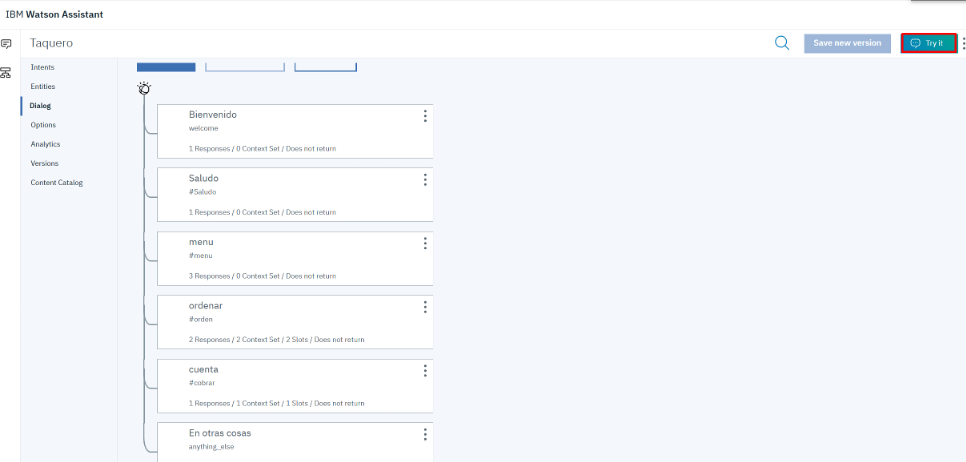 IBM Watson Assistant
Taquero
Save new version
Try it
Intents
Entities
Dialog
Options
Analytics
Versions
Content Catalog
Bienvenido
welcome
1 Responses / 0 Context Set / Does not return
Saludo
#Saludo
1 Responses / 0 Context Set / Does not return
menu
#menu
3 Responses / 0 Context Set / Does not return
ordenar
#orden
2 Responses / 2 Context Set / 2 Slots / Does not return
cuenta
#cobrar
1 Responses / 1 Context Set / 1 Slots / Does not return
En otras cosas
anything_else